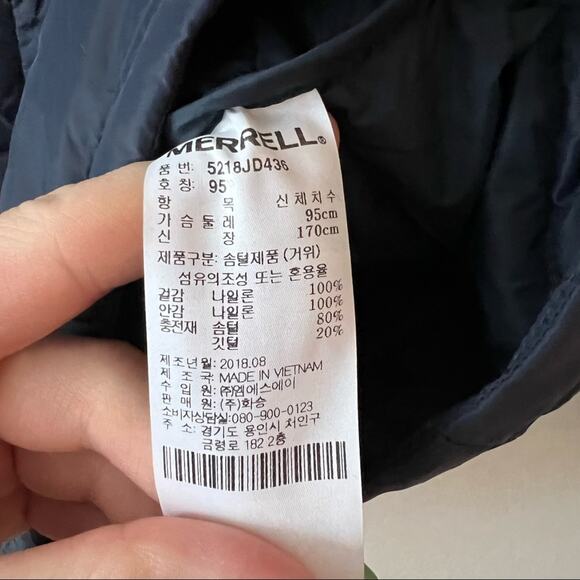 MERRELL®
품 번: 5218JD436
호 칭: 95
항 목 신체치수
가 슴 둘 레 95cm
신 장 170cm
제품구분: 솜털제품 (거위)
섬유의조성 또는 혼용율
겉감 나일론 100%
안감 나일론 100%
충전재 솜털 80%
깃털 20%
제 조 년 월: 2018.08
제 조 국: MADE IN VIETNAM
수 입 원: ㈜엠에스에이
판 매 원: (주)화승
소비자상담실:080-900-0123
주 소: 경기도 용인시 처인구
금령로 182 2층